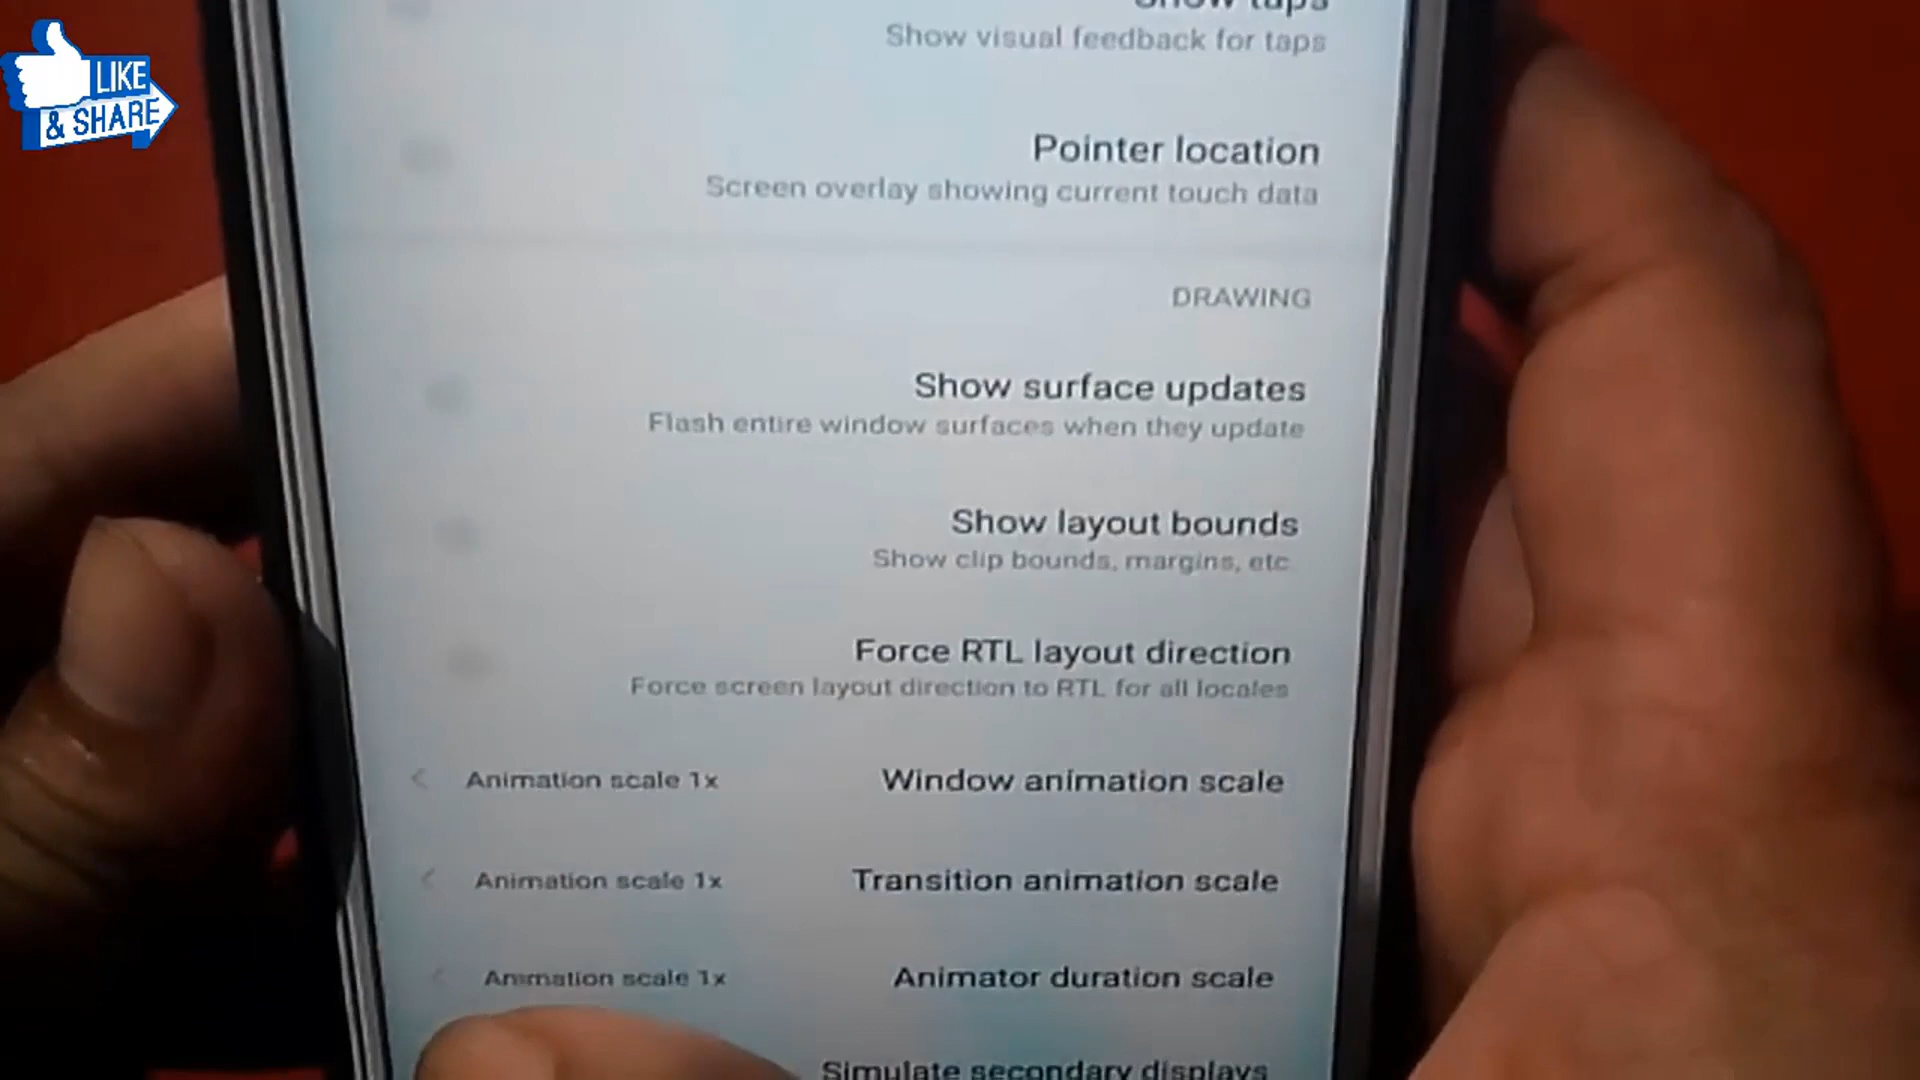 LIKE
& SHARE
Show taps
Show visual feedback for taps
Pointer location
Screen overlay showing current touch data
DRAWING
Show surface updates
Flash entire window surfaces when they update
Show layout bounds
Show clip bounds, margins, etc.
Force RTL layout direction
Force screen layout direction to RTL for all locales
Animation scale 1x Window animation scale
Animation scale 1x Transition animation scale
Animation scale 1x Animator duration scale
Simulate secondary displays